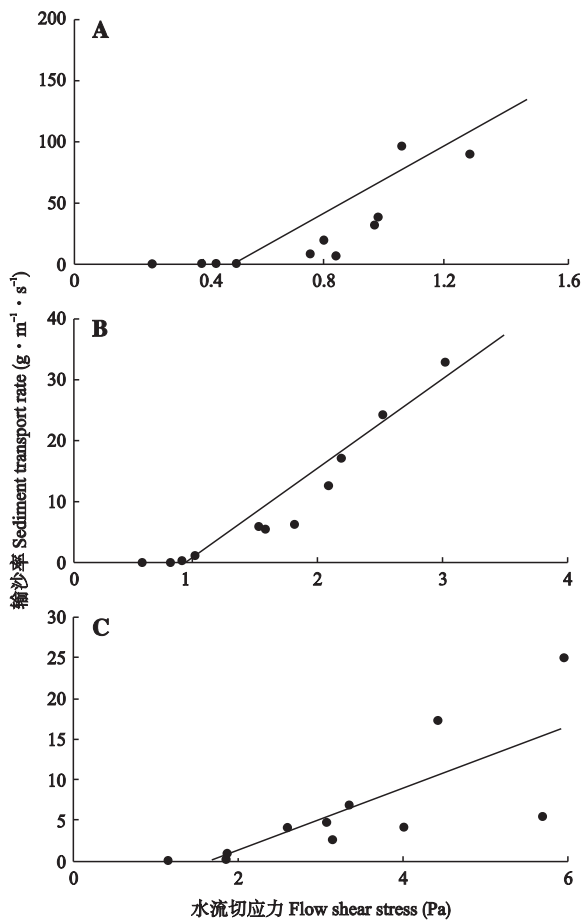 200
A
150
100
50
0
0 0.4 0.8 1.2 1.6
40
B
30
20
10
0
0 1 2 3 4
30
C
25
20
15
10
5
0
0 2 4 6
输沙率 Sediment transport rate (g·m⁻¹·s⁻¹)
水流切应力 Flow shear stress (Pa)